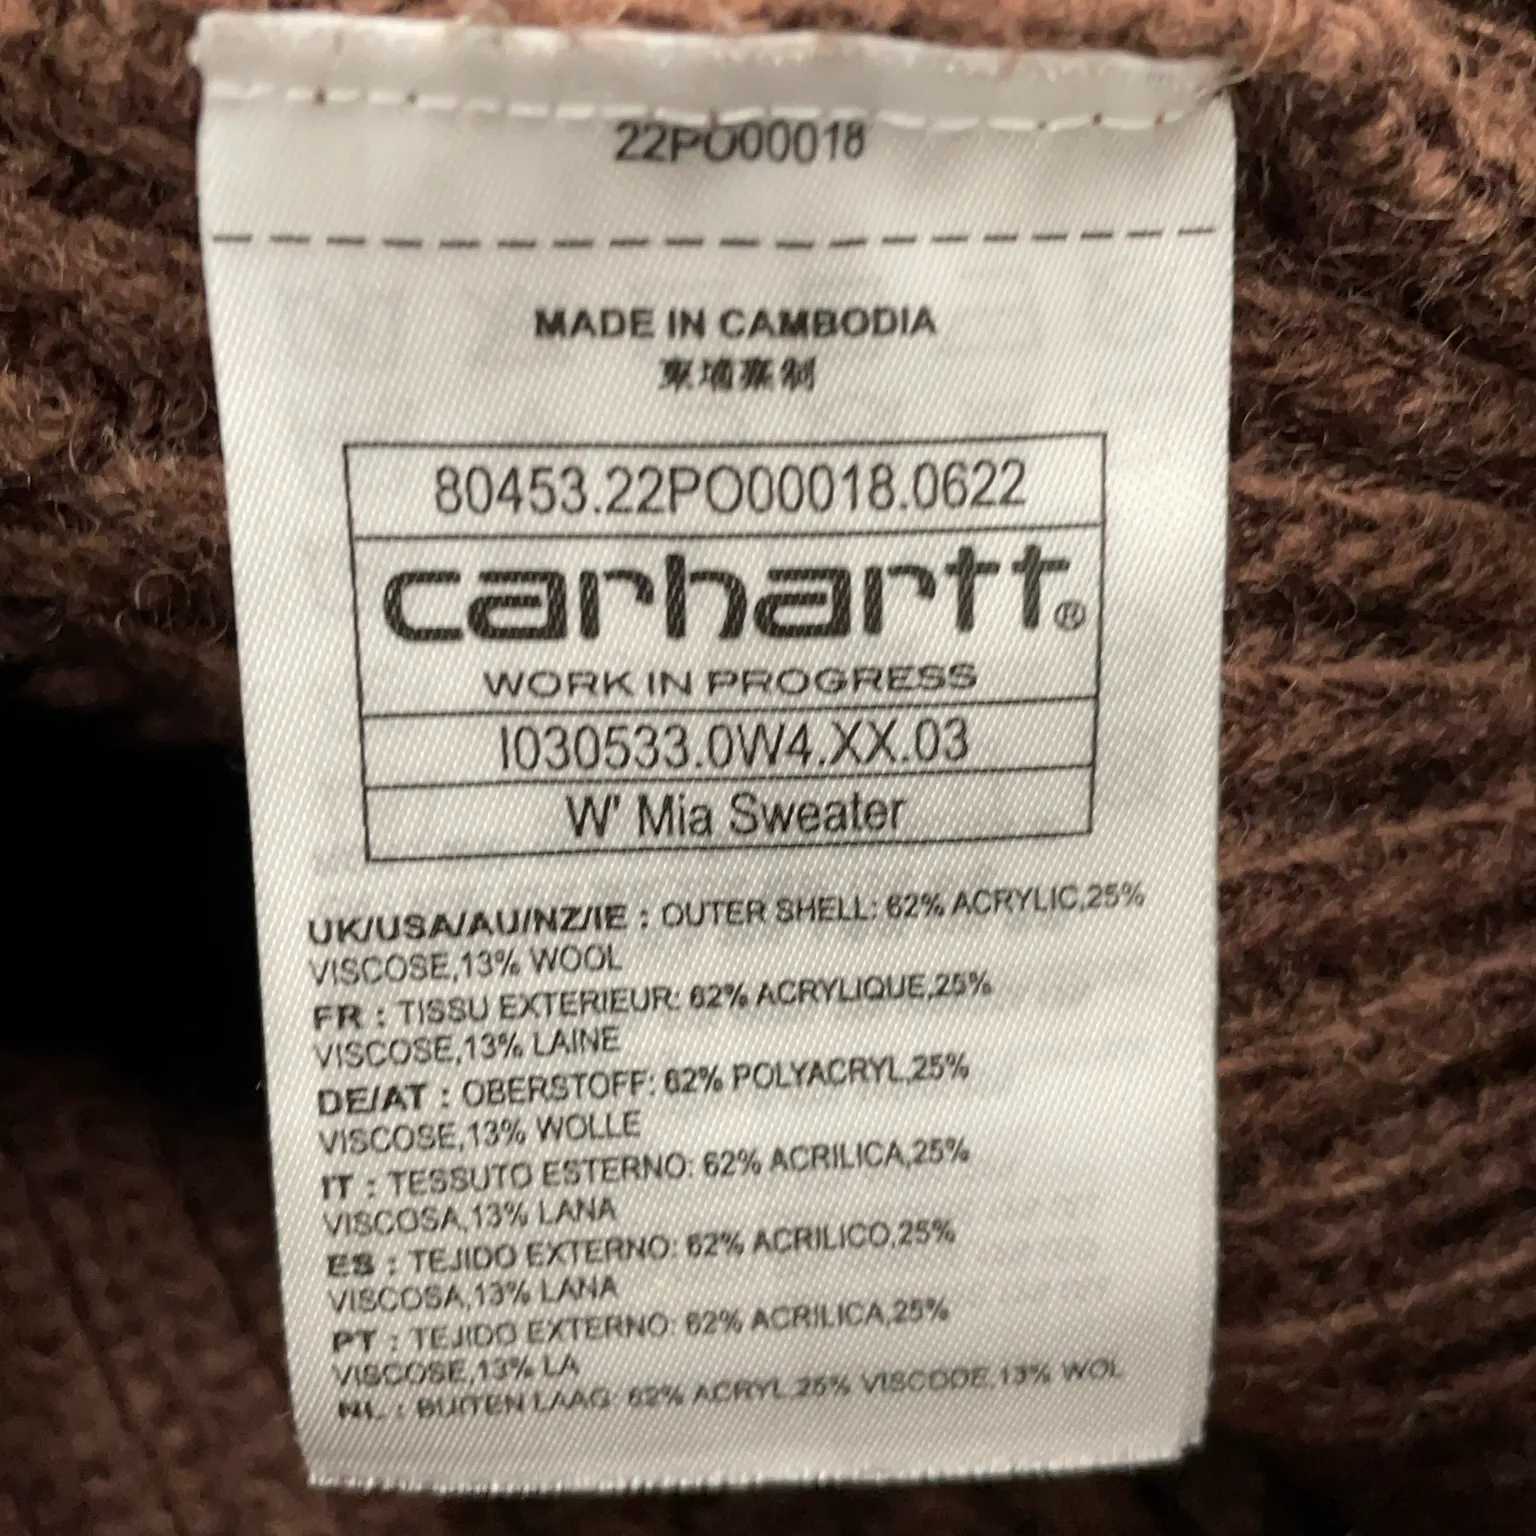 22PO00018
MADE IN CAMBODIA
柬埔寨制
80453.22PO00018.0622
carhartt®
WORK IN PROGRESS
I030533.0W4.XX.03
W' Mia Sweater
UK/USA/AU/NZ/IE : OUTER SHELL: 62% ACRYLIC,25%
VISCOSE,13% WOOL
FR : TISSU EXTERIEUR: 62% ACRYLIQUE,25%
VISCOSE,13% LAINE
DE/AT : OBERSTOFF: 62% POLYACRYL,25%
VISCOSE,13% WOLLE
IT : TESSUTO ESTERNO: 62% ACRILICA,25%
VISCOSA,13% LANA
ES : TEJIDO EXTERNO: 62% ACRILICO,25%
VISCOSA,13% LANA
PT : TEJIDO EXTERNO: 62% ACRILICA,25%
VISCOSE,13% LA
NL : BUITEN LAAG: 62% ACRYL,25% VISCODE,13% WOL